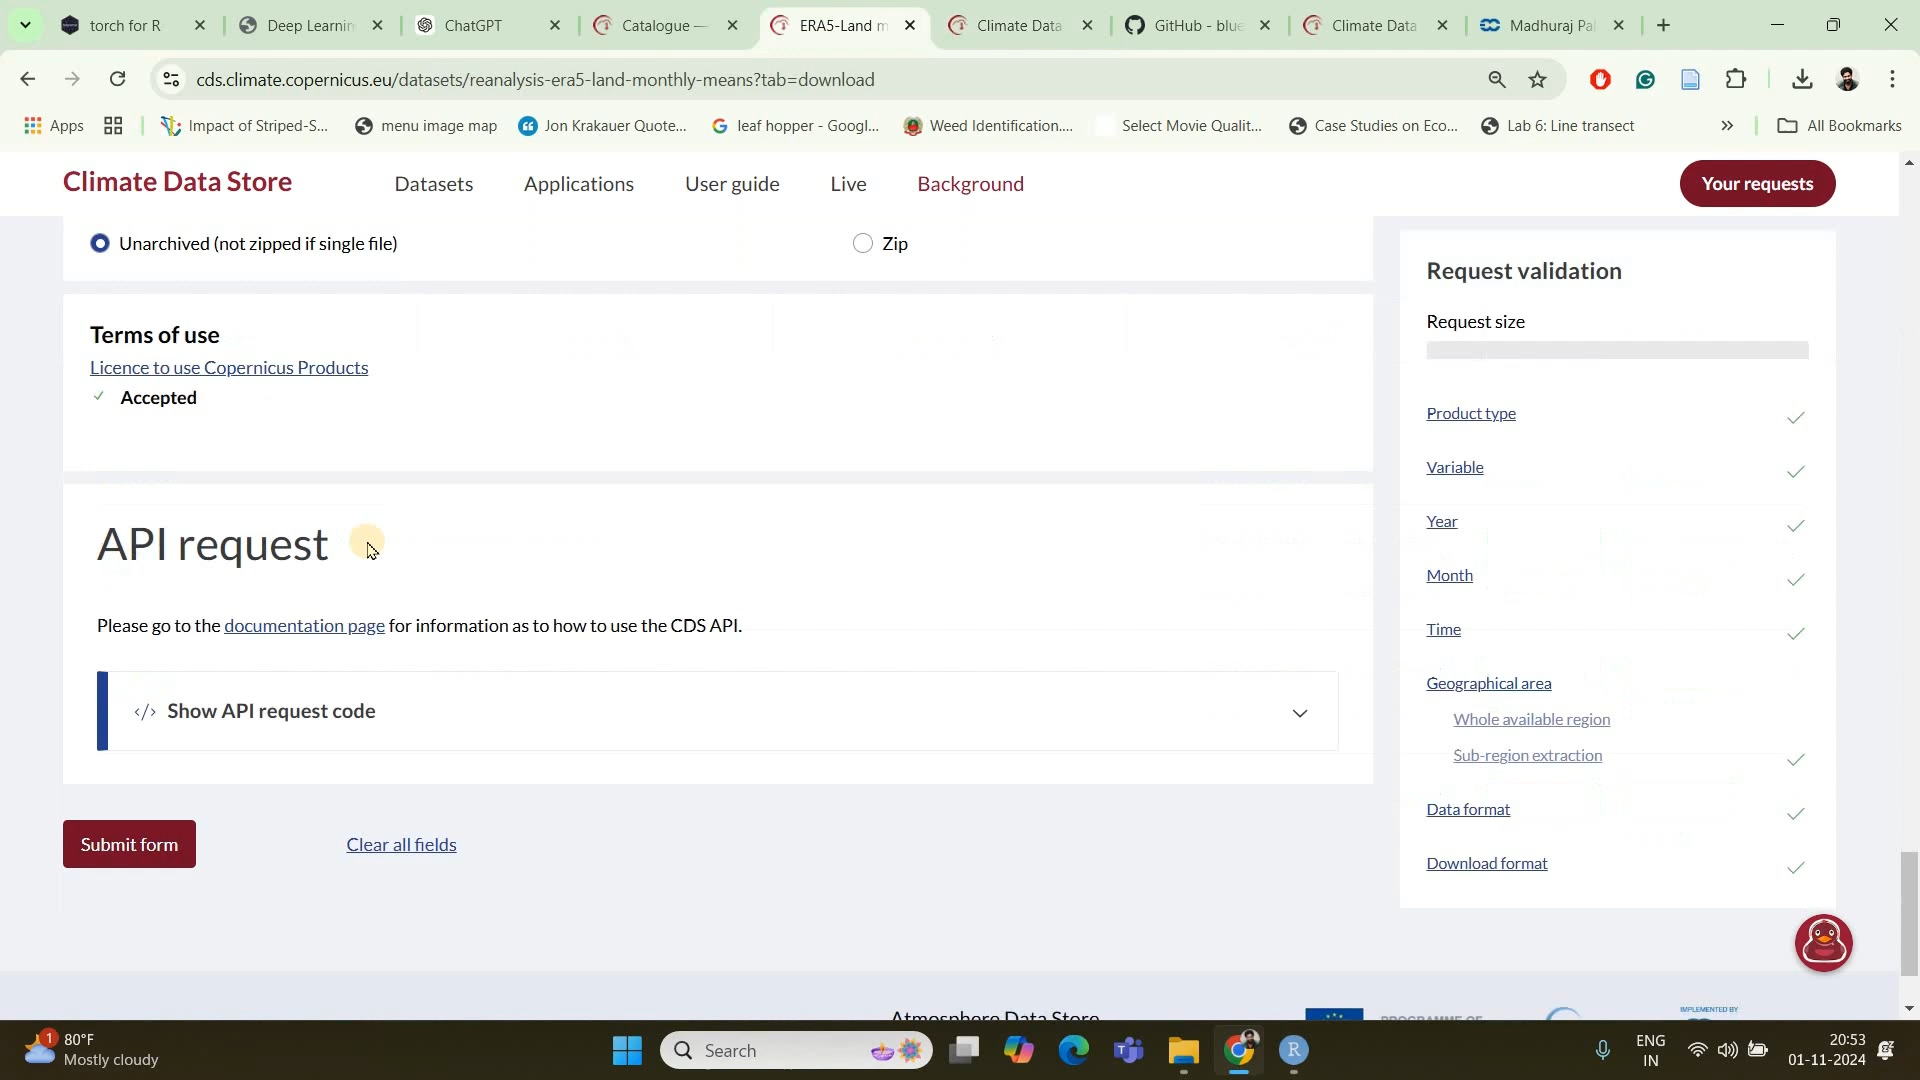 torch for R
Deep Learnin
ChatGPT
Catalogue —
ERA5-Land m
Climate Data
GitHub - blue
Climate Data
Madhuraj Pal
cds.climate.copernicus.eu/datasets/reanalysis-era5-land-monthly-means?tab=download
Apps
Impact of Striped-S...
menu image map
Jon Krakauer Quote...
leaf hopper - Googl...
Weed Identification....
Select Movie Qualit...
Case Studies on Eco...
Lab 6: Line transect
All Bookmarks
Climate Data Store
Datasets
Applications
User guide
Live
Background
Your requests
Unarchived (not zipped if single file)
Zip
Terms of use
Licence to use Copernicus Products
Accepted
API request
Please go to the documentation page for information as to how to use the CDS API.
</> Show API request code
Submit form
Clear all fields
Request validation
Request size
Product type
Variable
Year
Month
Time
Geographical area
Whole available region
Sub-region extraction
Data format
Download format
Atmosphere Data Store
PROGRAMME OF
IMPLEMENTED BY
1
80°F
Mostly cloudy
Search
R
ENG
IN
20:53
01-11-2024